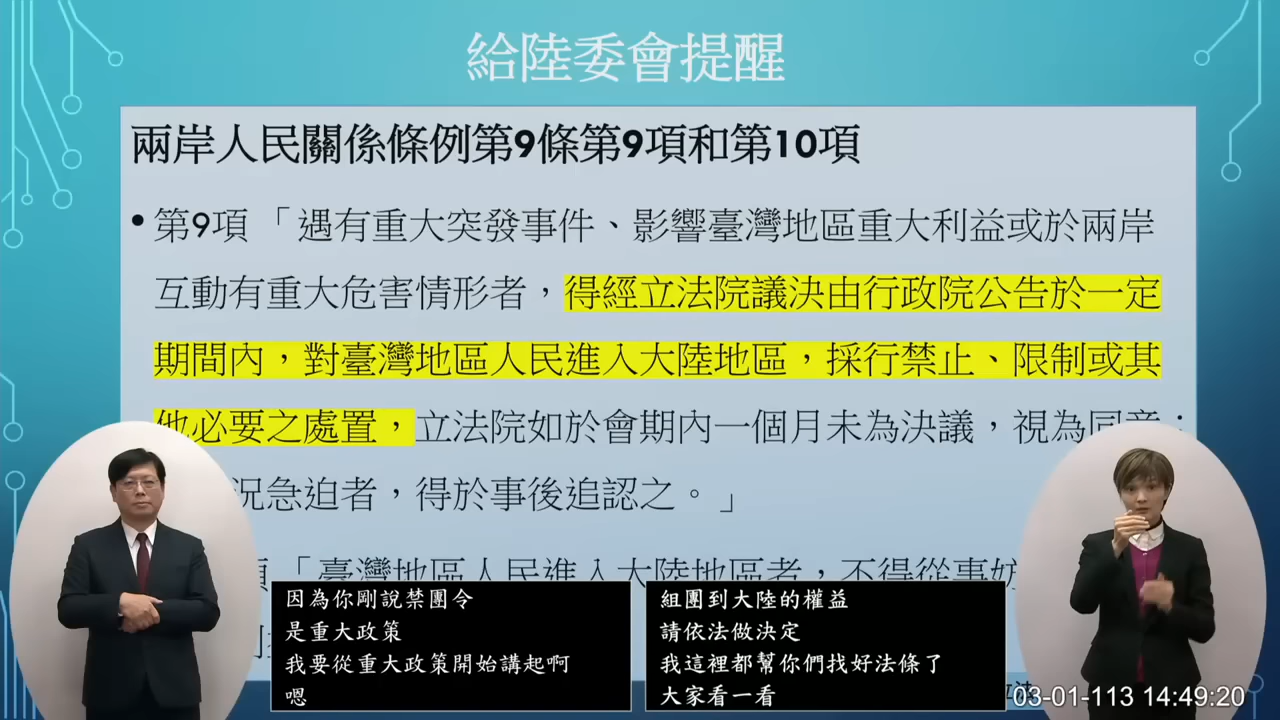 給陸委會提醒
兩岸人民關係條例第9條第9項和第10項
• 第9項「遇有重大突發事件、影響臺灣地區重大利益或於兩岸
互動有重大危害情形者，得經立法院議決由行政院公告於一定
期間內，對臺灣地區人民進入大陸地區，採行禁止、限制或其
他必要之處置，立法院如於會期內一個月未為決議，視為同意；
況急迫者，得於事後追認之。」
項「臺灣地區人民進入大陸地區者，不得從事妨
因為你剛說禁團令
是重大政策
我要從重大政策開始講起啊
嗯
組團到大陸的權益
請依法做決定
我這裡都幫你們找好法條了
大家看一看
03-01-113 14:49:20